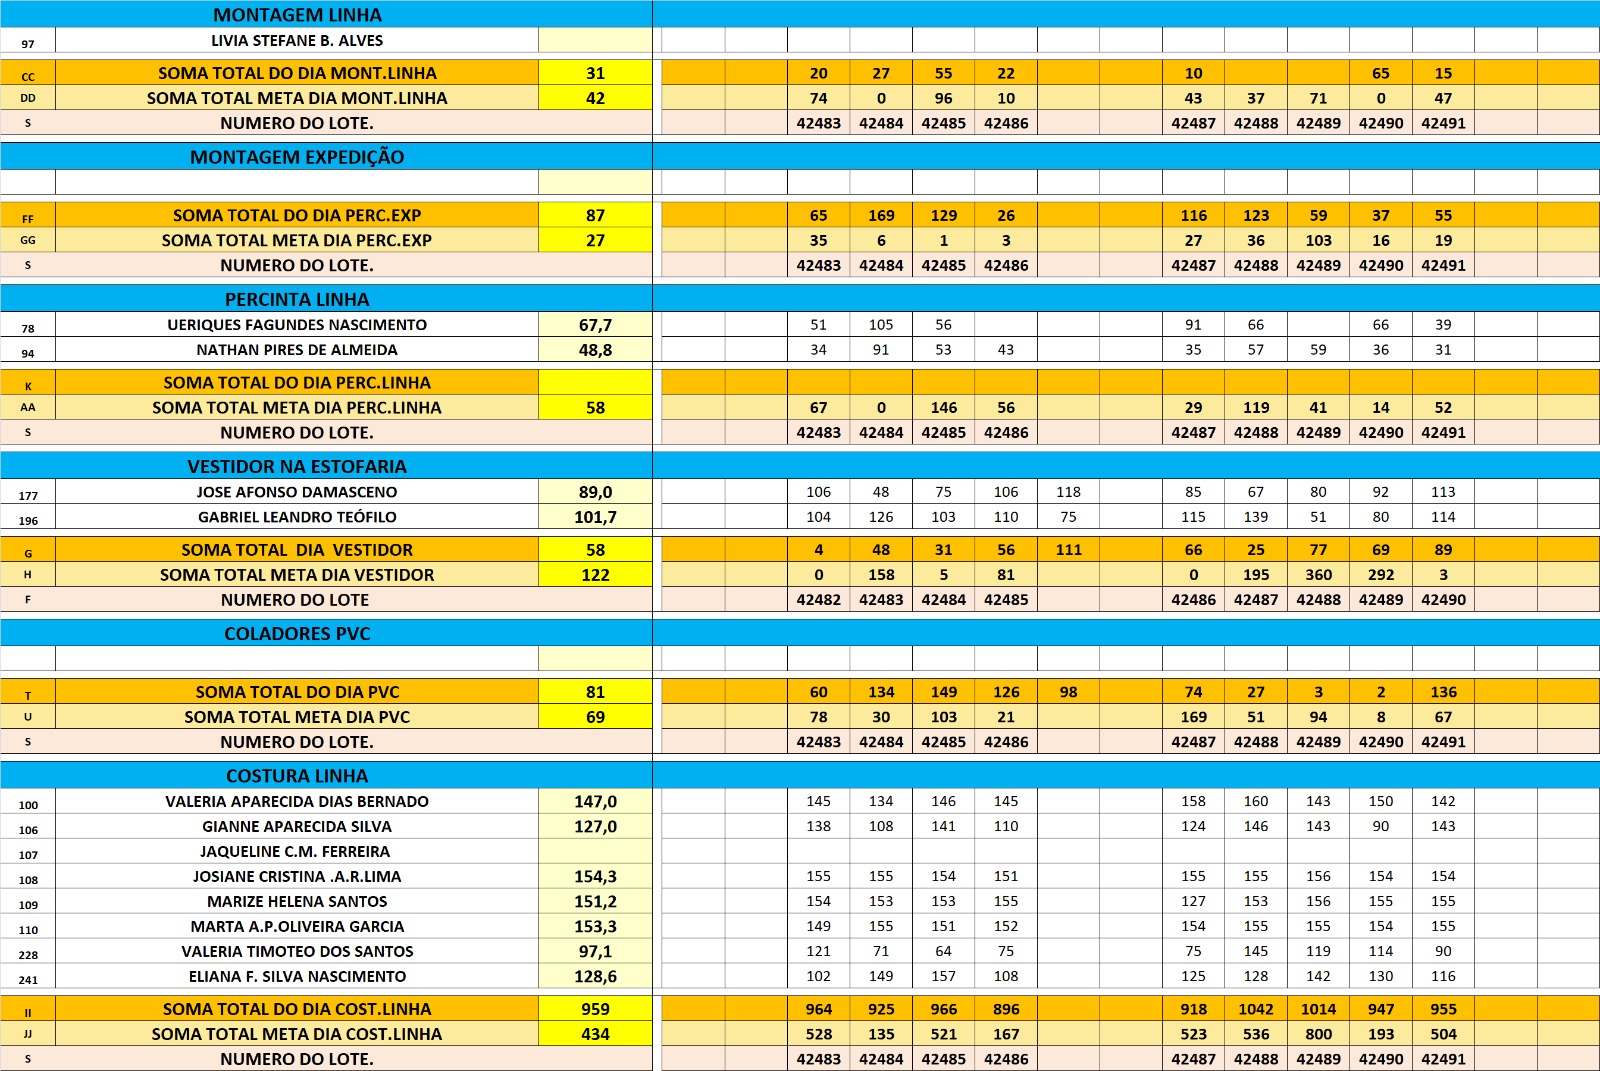 MONTAGEM LINHA
97 LIVIA STEFANE B. ALVES
CC SOMA TOTAL DO DIA MONT.LINHA 31 20 27 55 22 10 65 15
DD SOMA TOTAL META DIA MONT.LINHA 42 74 0 96 10 43 37 71 0 47
S NUMERO DO LOTE. 42483 42484 42485 42486 42487 42488 42489 42490 42491
MONTAGEM EXPEDIÇÃO
FF SOMA TOTAL DO DIA PERC.EXP 87 65 169 129 26 116 123 59 37 55
GG SOMA TOTAL META DIA PERC.EXP 27 35 6 1 3 27 36 103 16 19
S NUMERO DO LOTE. 42483 42484 42485 42486 42487 42488 42489 42490 42491
PERCINTA LINHA
78 UERIQUES FAGUNDES NASCIMENTO 67,7 51 105 56 91 66 66 39
94 NATHAN PIRES DE ALMEIDA 48,8 34 91 53 43 35 57 59 36 31
K SOMA TOTAL DO DIA PERC.LINHA
AA SOMA TOTAL META DIA PERC.LINHA 58 67 0 146 56 29 119 41 14 52
S NUMERO DO LOTE. 42483 42484 42485 42486 42487 42488 42489 42490 42491
VESTIDOR NA ESTOFARIA
177 JOSE AFONSO DAMASCENO 89,0 106 48 75 106 118 85 67 80 92 113
196 GABRIEL LEANDRO TEÓFILO 101,7 104 126 103 110 75 115 139 51 80 114
G SOMA TOTAL DIA VESTIDOR 58 4 48 31 56 111 66 25 77 69 89
H SOMA TOTAL META DIA VESTIDOR 122 0 158 5 81 0 195 360 292 3
F NUMERO DO LOTE 42482 42483 42484 42485 42486 42487 42488 42489 42490
COLADORES PVC
T SOMA TOTAL DO DIA PVC 81 60 134 149 126 98 74 27 3 2 136
U SOMA TOTAL META DIA PVC 69 78 30 103 21 169 51 94 8 67
S NUMERO DO LOTE. 42483 42484 42485 42486 42487 42488 42489 42490 42491
COSTURA LINHA
100 VALERIA APARECIDA DIAS BERNADO 147,0 145 134 146 145 158 160 143 150 142
106 GIANNE APARECIDA SILVA 127,0 138 108 141 110 124 146 143 90 143
107 JAQUELINE C.M. FERREIRA
108 JOSIANE CRISTINA .A.R.LIMA 154,3 155 155 154 151 155 155 156 154 154
109 MARIZE HELENA SANTOS 151,2 154 153 153 155 127 153 156 155 155
110 MARTA A.P.OLIVEIRA GARCIA 153,3 149 155 151 152 154 155 155 154 155
228 VALERIA TIMOTEO DOS SANTOS 97,1 121 71 64 75 75 145 119 114 90
241 ELIANA F. SILVA NASCIMENTO 128,6 102 149 157 108 125 128 142 130 116
II SOMA TOTAL DO DIA COST.LINHA 959 964 925 966 896 918 1042 1014 947 955
JJ SOMA TOTAL META DIA COST.LINHA 434 528 135 521 167 523 536 800 193 504
S NUMERO DO LOTE. 42483 42484 42485 42486 42487 42488 42489 42490 42491